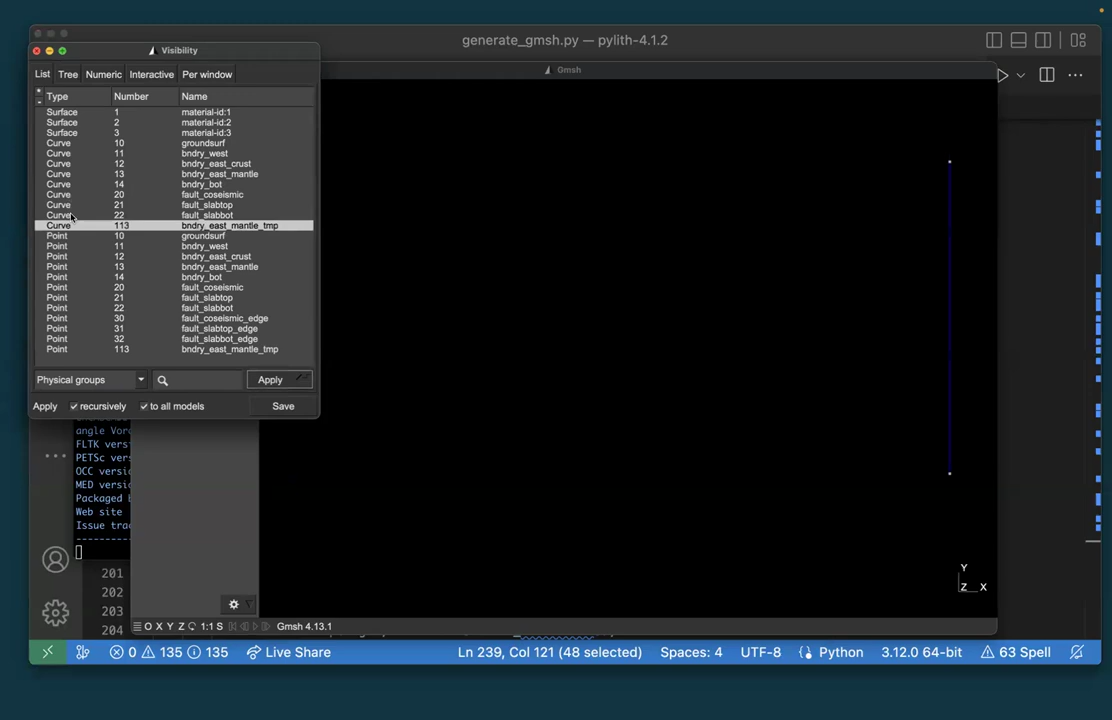 generate_gmsh.py — pylith-4.1.2
Visibility
Gmsh
List Tree Numeric Interactive Per window
Type Number Name
Surface 1 material-id:1
Surface 2 material-id:2
Surface 3 material-id:3
Curve 10 groundsurf
Curve 11 bndry_west
Curve 12 bndry_east_crust
Curve 13 bndry_east_mantle
Curve 14 bndry_bot
Curve 20 fault_coseismic
Curve 21 fault_slabtop
Curve 22 fault_slabbot
Curve 113 bndry_east_mantle_tmp
Point 10 groundsurf
Point 11 bndry_west
Point 12 bndry_east_crust
Point 13 bndry_east_mantle
Point 14 bndry_bot
Point 20 fault_coseismic
Point 21 fault_slabtop
Point 22 fault_slabbot
Point 30 fault_coseismic_edge
Point 31 fault_slabtop_edge
Point 32 fault_slabbot_edge
Point 113 bndry_east_mantle_tmp
Physical groups Apply
Apply recursively to all models Save
angle Voro
FLTK vers
PETSc ver
OCC versi
MED versi
Packaged
Web site
Issue tra
201
202
203
204
Y
Z X
O X Y Z 1:1 S Gmsh 4.13.1
0 135 135 Live Share Ln 239, Col 121 (48 selected) Spaces: 4 UTF-8 Python 3.12.0 64-bit 63 Spell